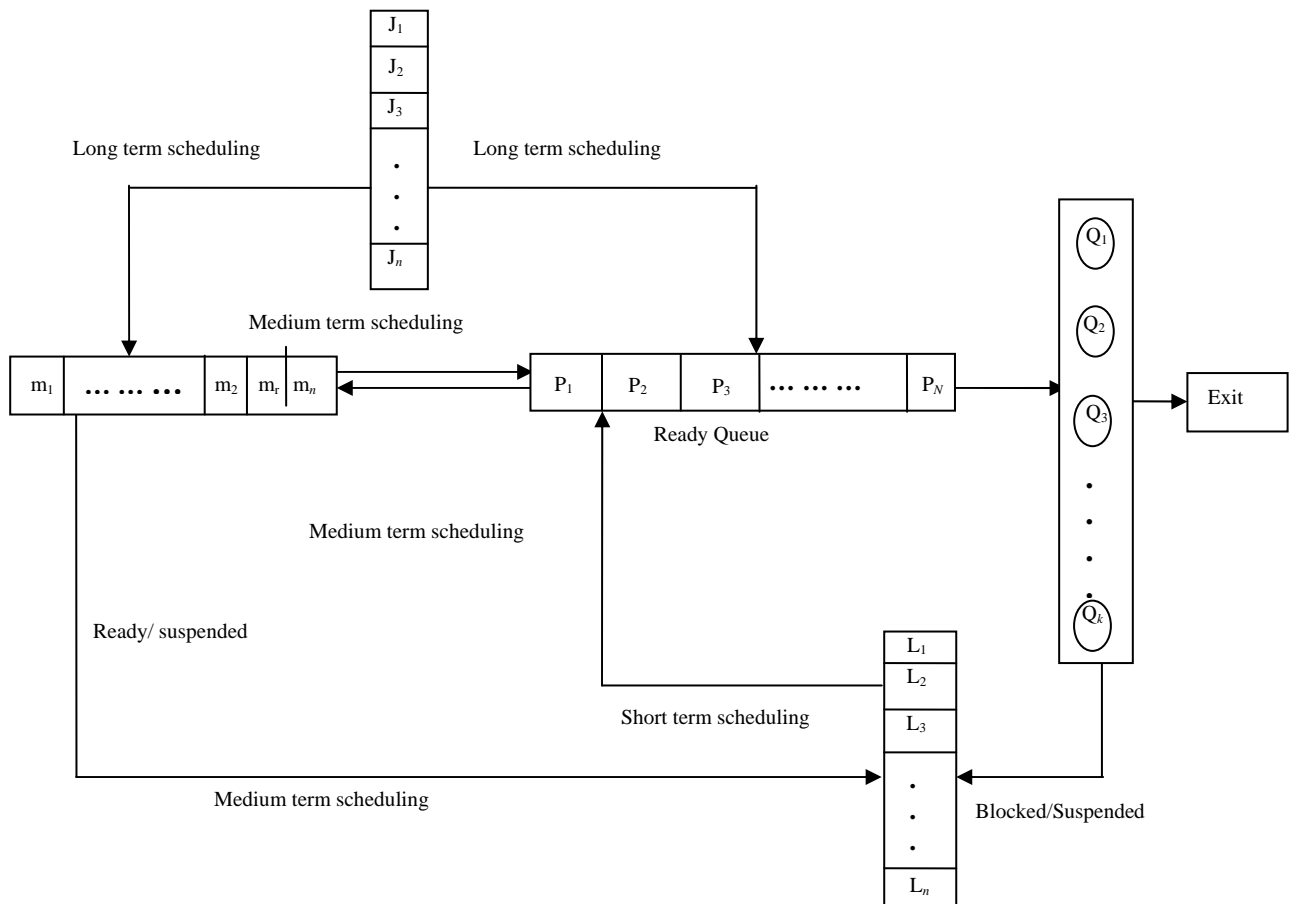 J₁
J₂
J₃
Long term scheduling
Long term scheduling
Jₙ
Q₁
Q₂
Medium term scheduling
m₁ ... ... ... m₂ mᵣ mₙ
P₁ P₂ P₃ ... ... ... P_N
Exit
Q₃
Ready Queue
Medium term scheduling
Ready/ suspended
Qₖ
L₁
L₂
Short term scheduling
L₃
Medium term scheduling
Blocked/Suspended
Lₙ